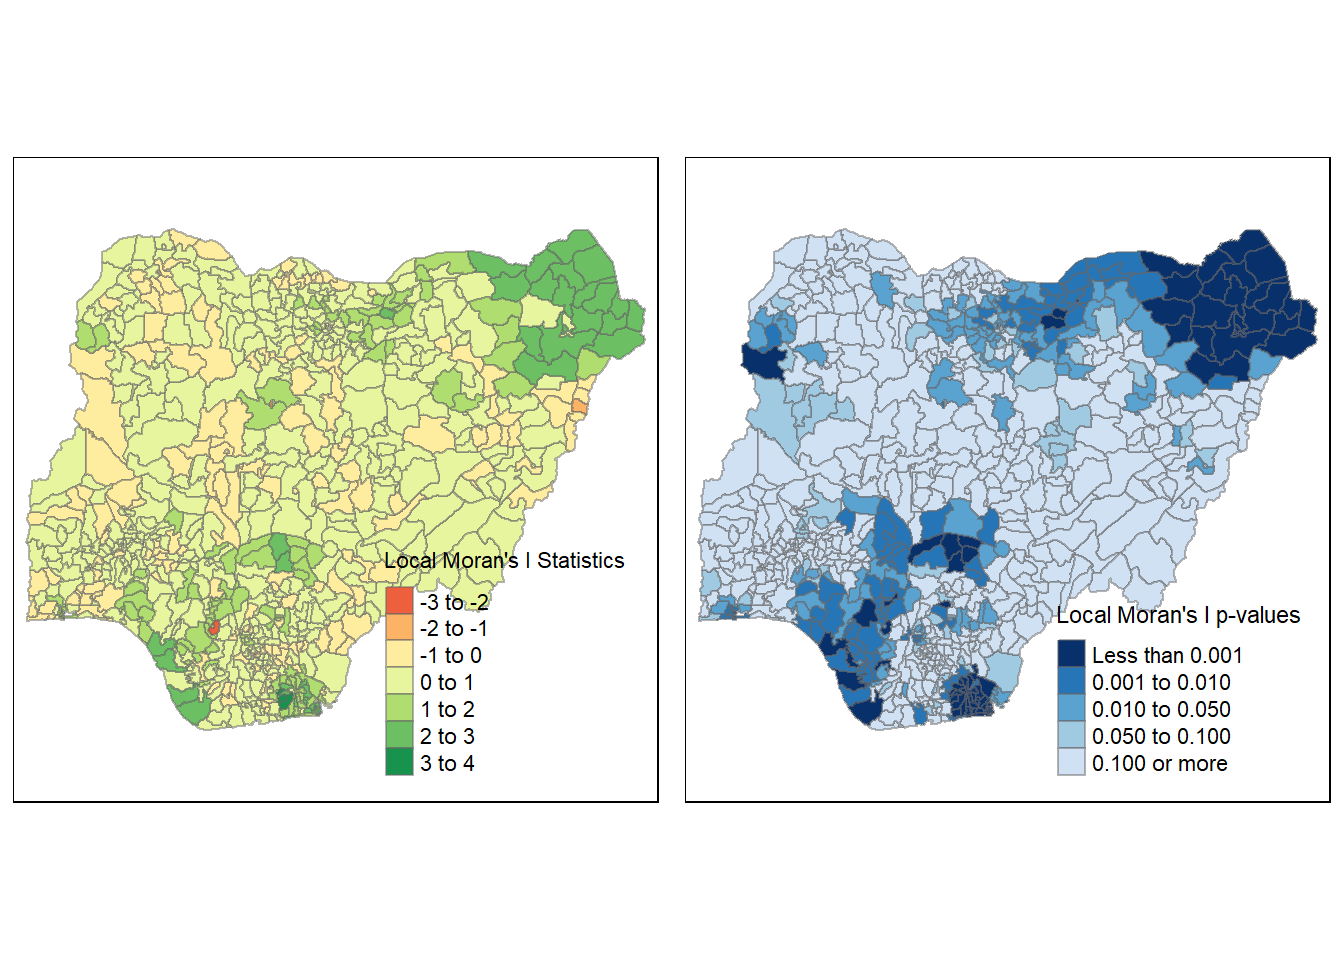 Local Moran's I Statistics
-3 to -2
-2 to -1
-1 to 0
0 to 1
1 to 2
2 to 3
3 to 4
Local Moran's I p-values
Less than 0.001
0.001 to 0.010
0.010 to 0.050
0.050 to 0.100
0.100 or more